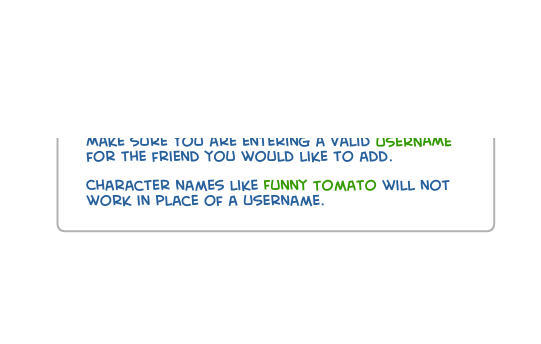 MAKE SURE YOU ARE ENTERING A VALID USERNAME
FOR THE FRIEND YOU WOULD LIKE TO ADD.
CHARACTER NAMES LIKE FUNNY TOMATO WILL NOT
WORK IN PLACE OF A USERNAME.